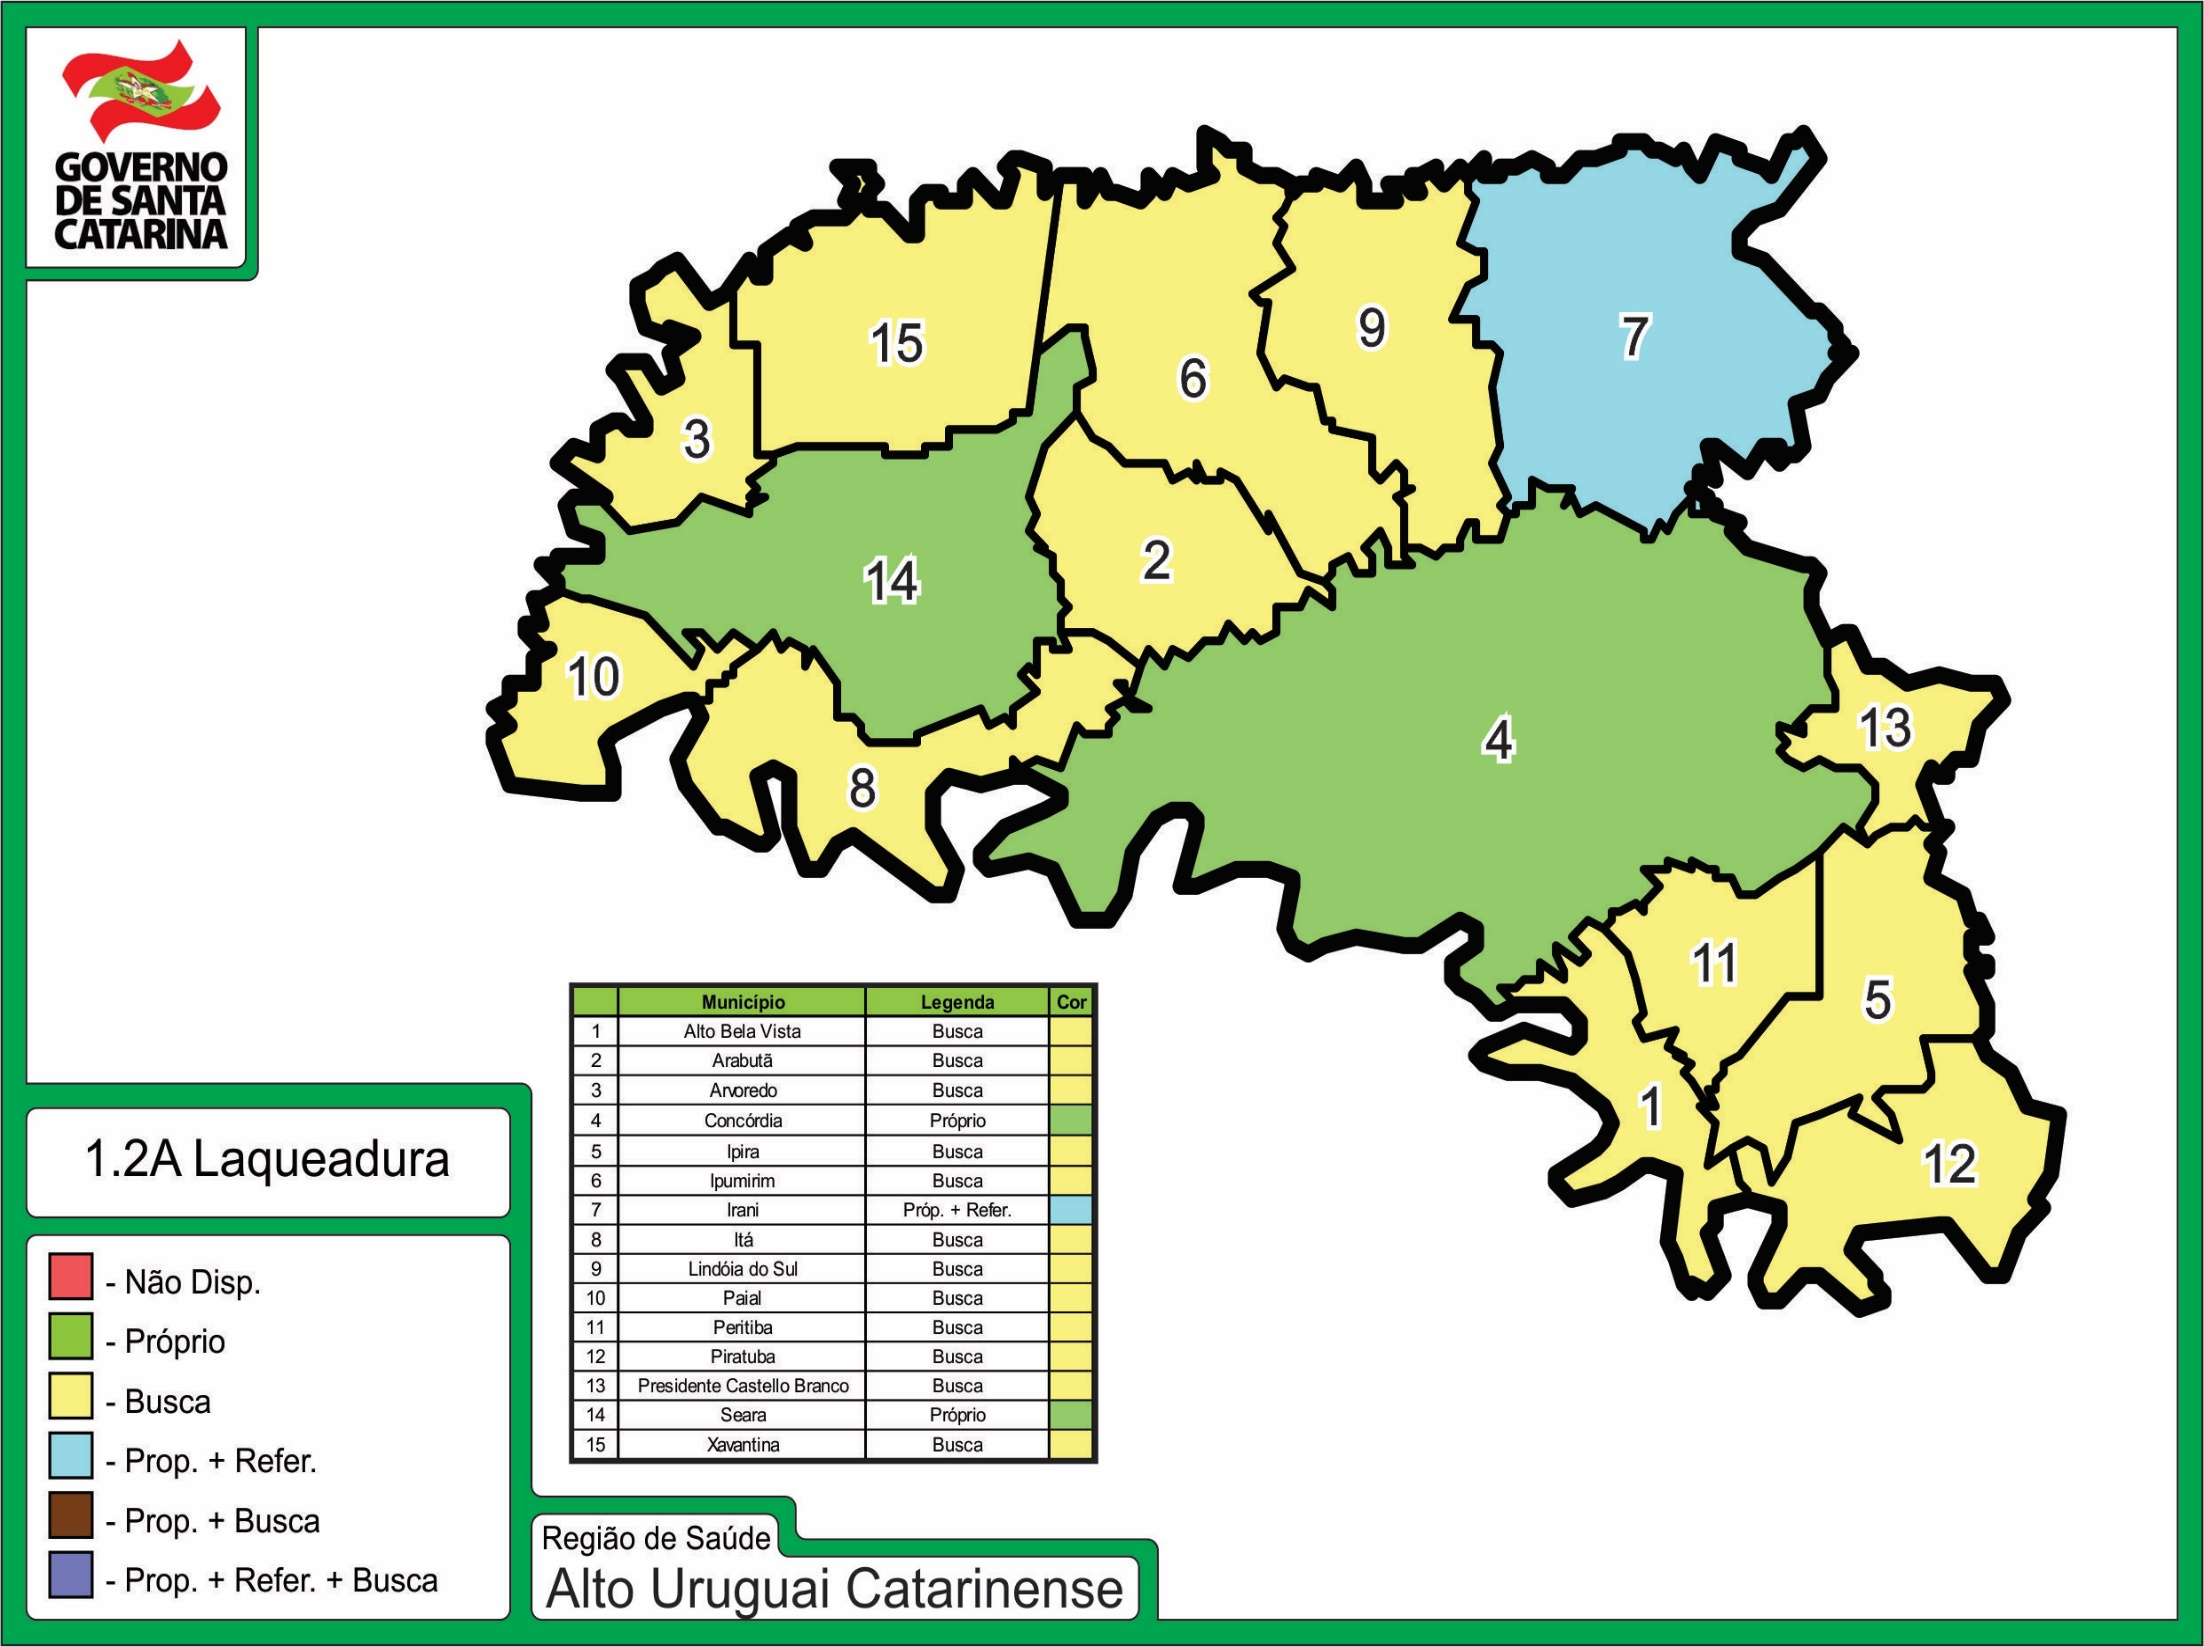 GOVERNO
DE SANTA
CATARINA
15
6
9
7
3
14
2
10
8
4
13
11
5
1
12
Município Legenda Cor
1 Alto Bela Vista Busca
2 Arabutã Busca
3 Arvoredo Busca
4 Concórdia Próprio
5 Ipira Busca
6 Ipumirim Busca
7 Irani Próp. + Refer.
8 Itá Busca
9 Lindóia do Sul Busca
10 Paial Busca
11 Peritiba Busca
12 Piratuba Busca
13 Presidente Castello Branco Busca
14 Seara Próprio
15 Xavantina Busca
1.2A Laqueadura
- Não Disp.
- Próprio
- Busca
- Prop. + Refer.
- Prop. + Busca
- Prop. + Refer. + Busca
Região de Saúde
Alto Uruguai Catarinense